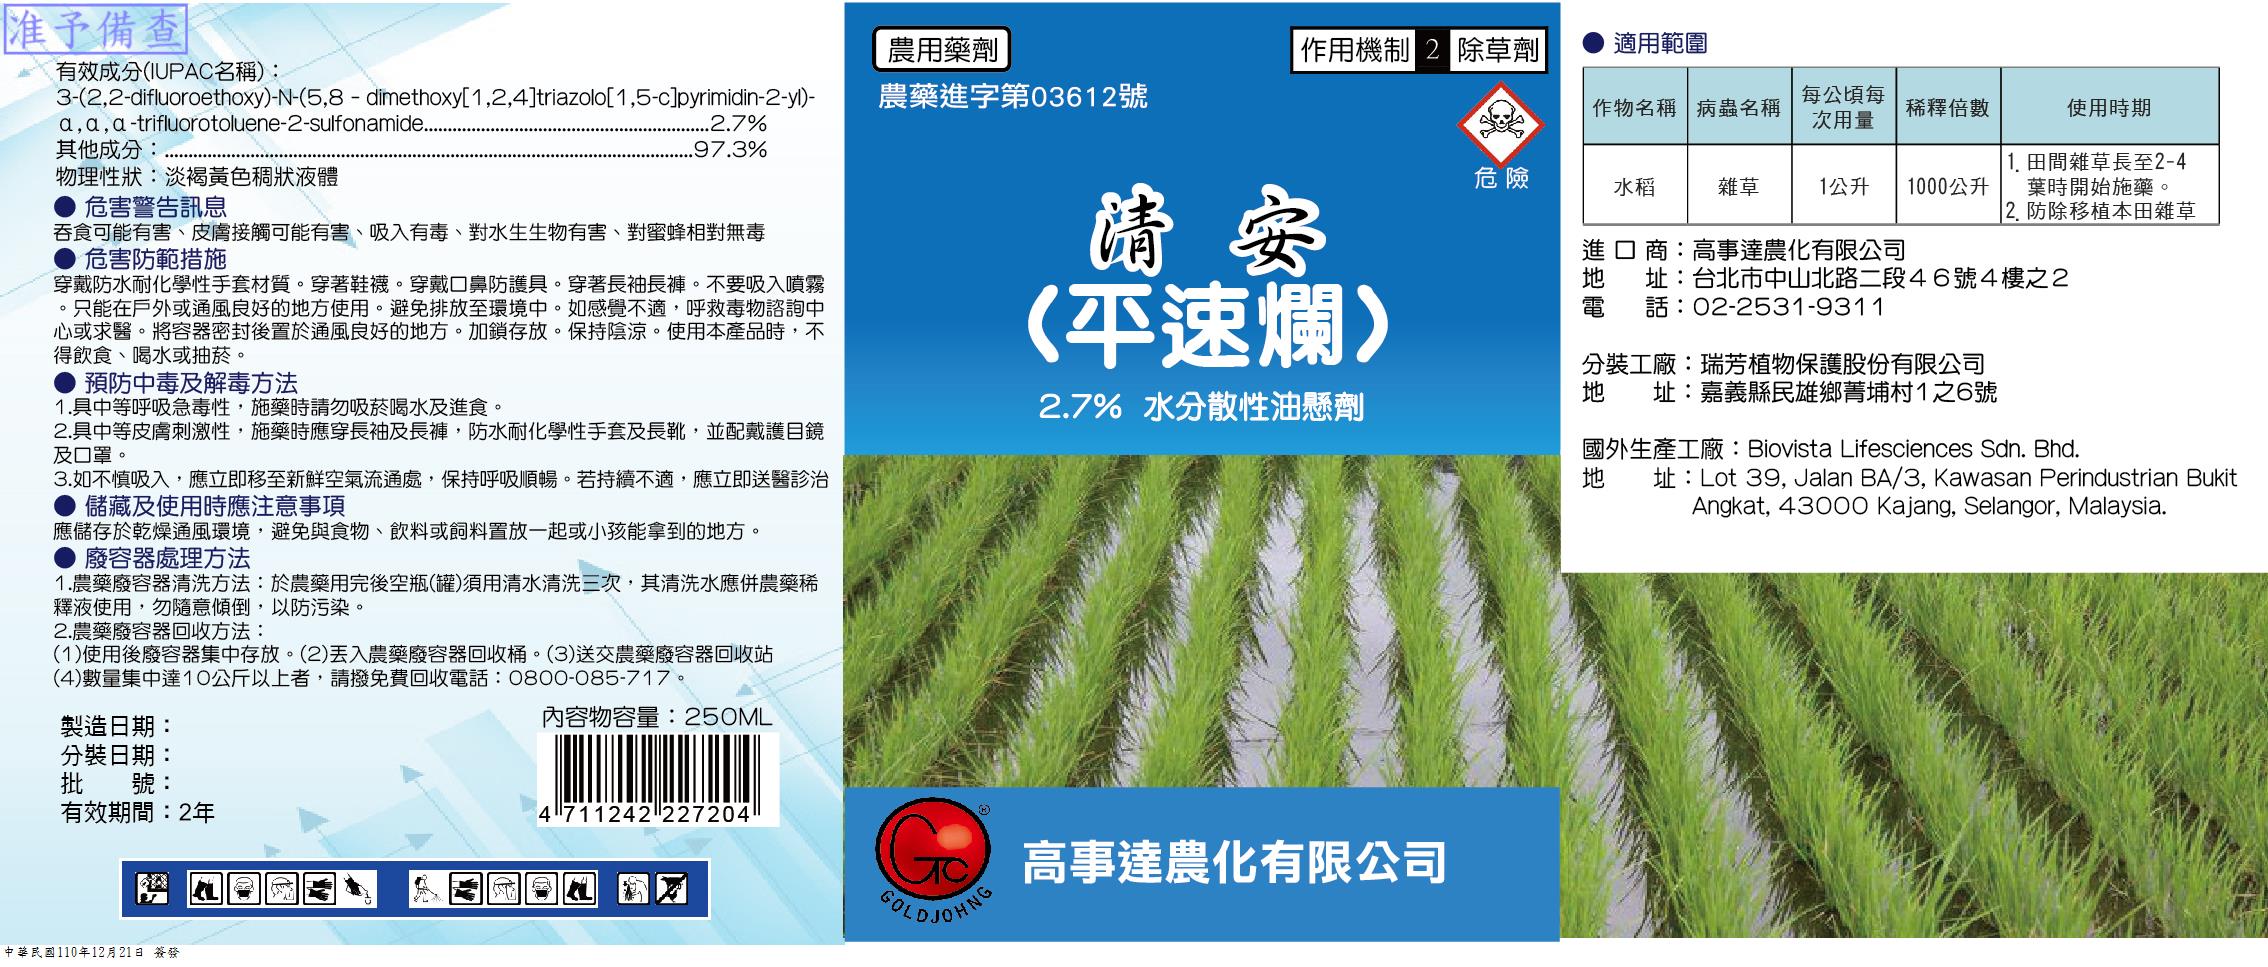 准予備查
有效成分(IUPAC名稱)：
3-(2,2-difluoroethoxy)-N-(5,8 - dimethoxy[1,2,4]triazolo[1,5-c]pyrimidin-2-yl)-
α,α,α-trifluorotoluene-2-sulfonamide............................................................2.7%
其他成分：................................................................................................................97.3%
物理性狀：淡褐黃色稠狀液體
● 危害警告訊息
吞食可能有害、皮膚接觸可能有害、吸入有毒、對水生生物有害、對蜜蜂相對無毒
● 危害防範措施
穿戴防水耐化學性手套材質。穿著鞋襪。穿戴口鼻防護具。穿著長袖長褲。不要吸入噴霧
。只能在戶外或通風良好的地方使用。避免排放至環境中。如感覺不適，呼救毒物諮詢中
心或求醫。將容器密封後置於通風良好的地方。加鎖存放。保持陰涼。使用本產品時，不
得飲食、喝水或抽菸。
● 預防中毒及解毒方法
1.具中等呼吸急毒性，施藥時請勿吸菸喝水及進食。
2.具中等皮膚刺激性，施藥時應穿長袖及長褲，防水耐化學性手套及長靴，並配戴護目鏡
及口罩。
3.如不慎吸入，應立即移至新鮮空氣流通處，保持呼吸順暢。若持續不適，應立即送醫診治
● 儲藏及使用時應注意事項
應儲存於乾燥通風環境，避免與食物、飲料或飼料置放一起或小孩能拿到的地方。
● 廢容器處理方法
1.農藥廢容器清洗方法：於農藥用完後空瓶(罐)須用清水清洗三次，其清洗水應併農藥稀
釋液使用，勿隨意傾倒，以防污染。
2.農藥廢容器回收方法：
(1)使用後廢容器集中存放。(2)丟入農藥廢容器回收桶。(3)送交農藥廢容器回收站
(4)數量集中達10公斤以上者，請撥免費回收電話：0800-085-717。
製造日期：
分裝日期：
批　　號：
有效期間：2年
內容物容量：250ML
4 711242 227204
中華民國110年12月21日 簽發
農用藥劑
作用機制 2 除草劑
農藥進字第03612號
危險
清 安
(平速爛)
2.7% 水分散性油懸劑
GTC
®
GOLDJOHNG
高事達農化有限公司
● 適用範圍
作物名稱 病蟲名稱 每公頃每次用量 稀釋倍數 使用時期
水稻 雜草 1公升 1000公升 1. 田間雜草長至2-4
葉時開始施藥。
2. 防除移植本田雜草
進 口 商：高事達農化有限公司
地　　址：台北市中山北路二段４６號４樓之２
電　　話：02-2531-9311
分裝工廠：瑞芳植物保護股份有限公司
地　　址：嘉義縣民雄鄉菁埔村1之6號
國外生產工廠：Biovista Lifesciences Sdn. Bhd.
地　　址：Lot 39, Jalan BA/3, Kawasan Perindustrian Bukit
Angkat, 43000 Kajang, Selangor, Malaysia.